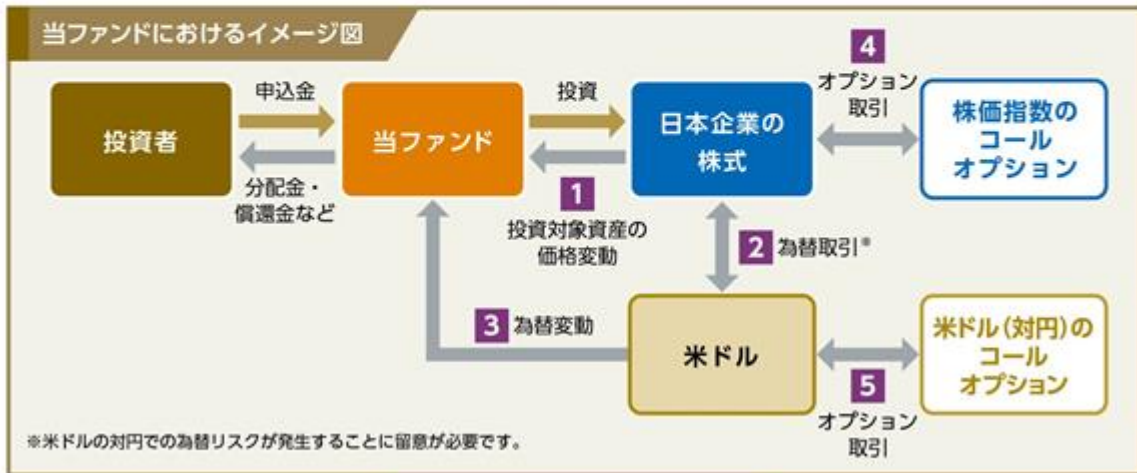 当ファンドにおけるイメージ図
投資者
申込金
分配金・
償還金など
当ファンド
投資
1
投資対象資産の
価格変動
日本企業の
株式
4
オプション
取引
株価指数の
コール
オプション
2 為替取引※
3 為替変動
米ドル
5
オプション
取引
米ドル(対円)の
コール
オプション
※米ドルの対円での為替リスクが発生することに留意が必要です。